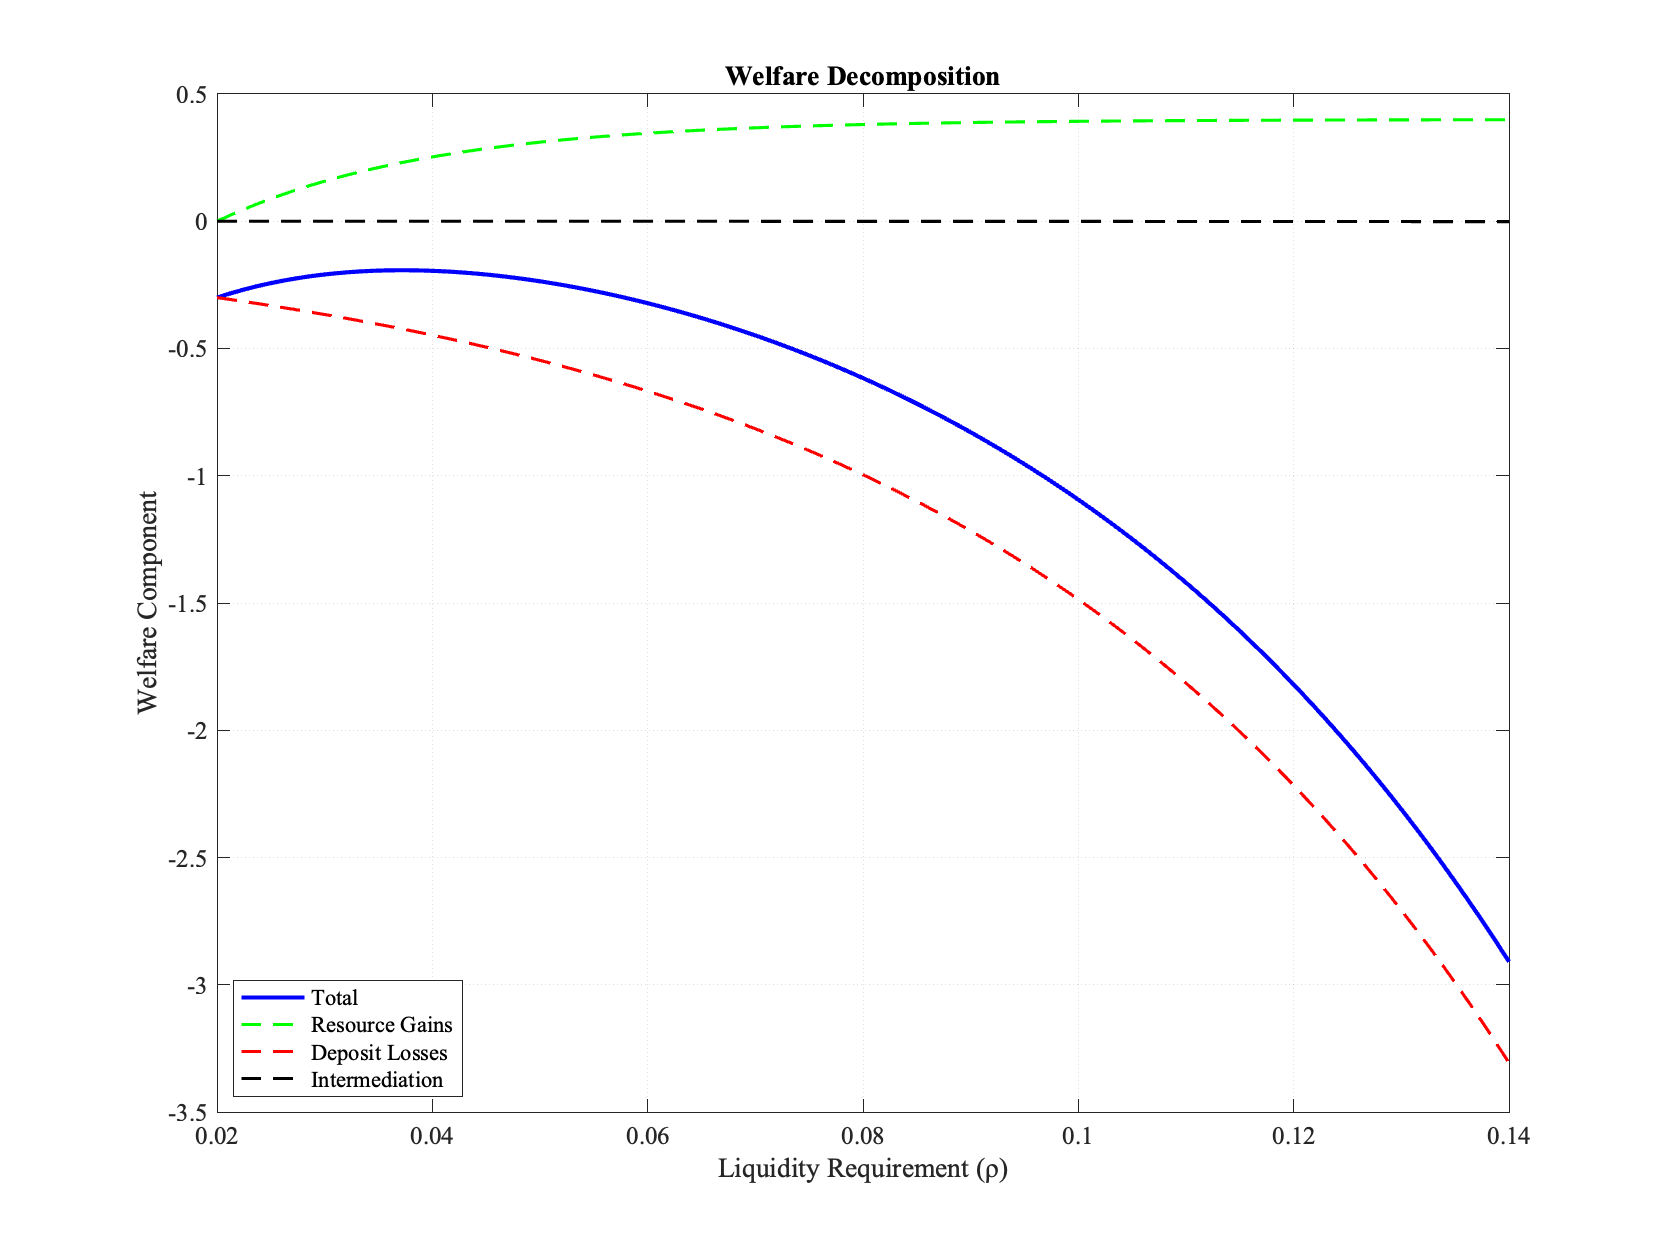 Welfare Decomposition
0.5
0
-0.5
-1
-1.5
-2
-2.5
-3
-3.5
Welfare Component
Total
Resource Gains
Deposit Losses
Intermediation
0.02 0.04 0.06 0.08 0.1 0.12 0.14
Liquidity Requirement (ρ)